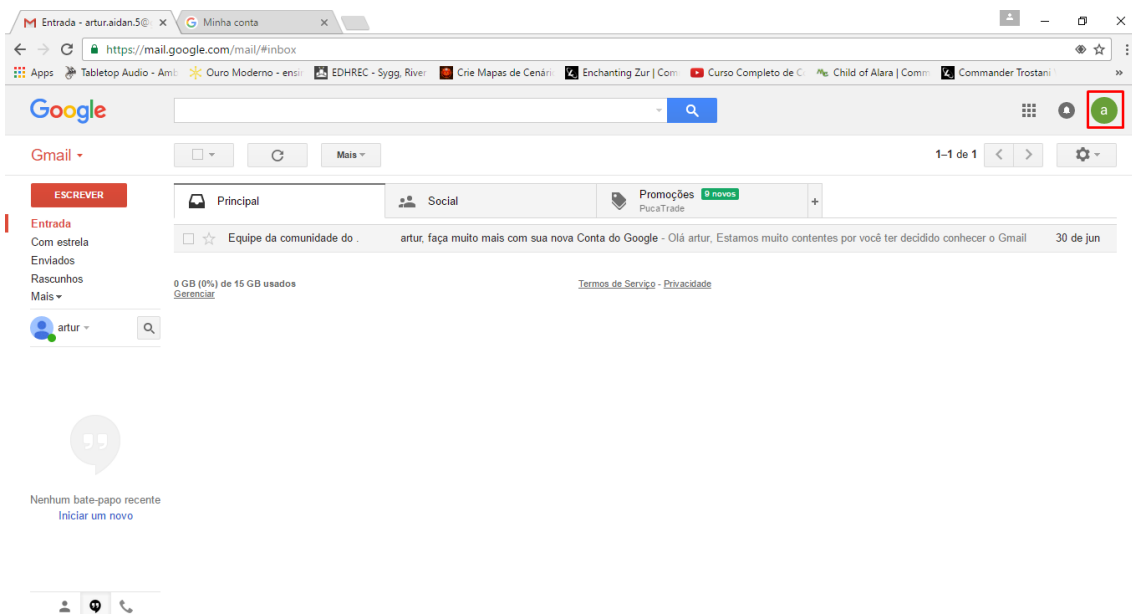 Entrada - artur.aidan.5@
Minha conta
https://mail.google.com/mail/#inbox
Apps Tabletop Audio - Amb Ouro Moderno - ensin EDHREC - Sygg, River Crie Mapas de Cenári Enchanting Zur | Com Curso Completo de C Child of Alara | Comm Commander Trostani
Google
a
Gmail
Mais
1–1 de 1
ESCREVER
Entrada
Com estrela
Enviados
Rascunhos
Mais
artur
Principal
Social
Promoções 9 novos
PucaTrade
+
Equipe da comunidade do . artur, faça muito mais com sua nova Conta do Google - Olá artur, Estamos muito contentes por você ter decidido conhecer o Gmail 30 de jun
0 GB (0%) de 15 GB usados
Gerenciar
Termos de Serviço - Privacidade
Nenhum bate-papo recente
Iniciar um novo